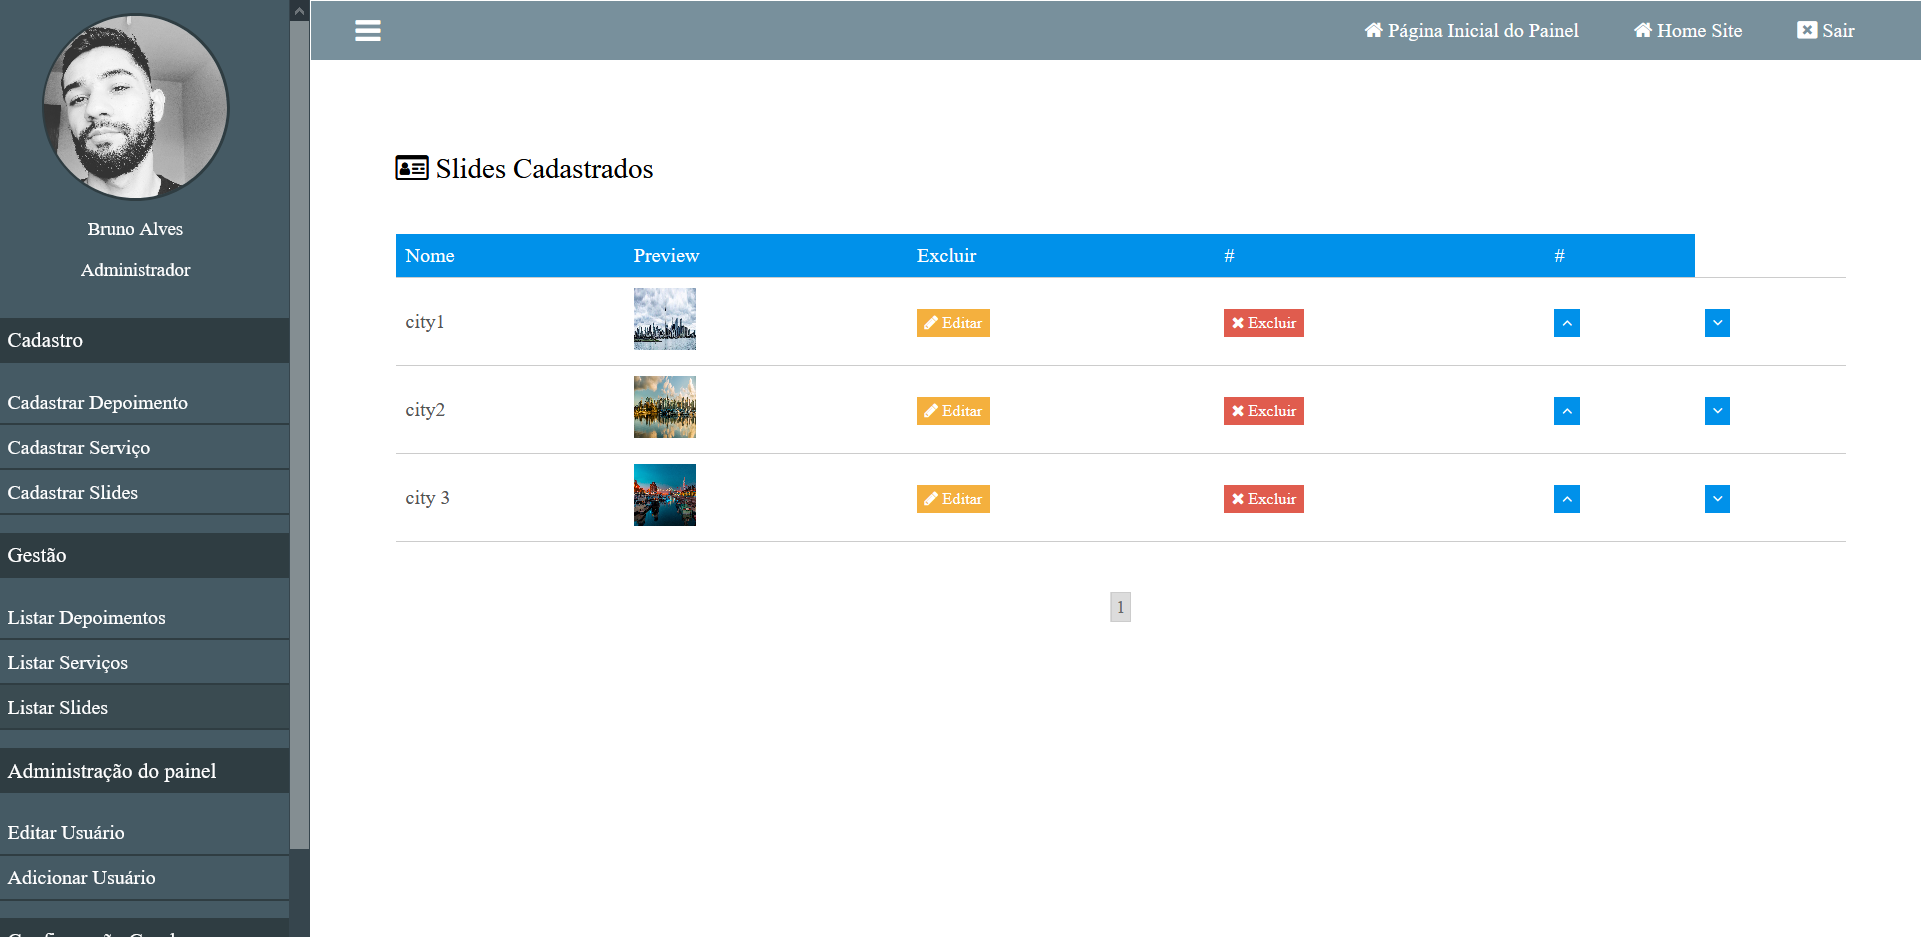 Bruno Alves
Administrador
Cadastro
Cadastrar Depoimento
Cadastrar Serviço
Cadastrar Slides
Gestão
Listar Depoimentos
Listar Serviços
Listar Slides
Administração do painel
Editar Usuário
Adicionar Usuário
Página Inicial do Painel Home Site Sair
Slides Cadastrados
Nome Preview Excluir # #
city1 Editar Excluir
city2 Editar Excluir
city 3 Editar Excluir
1